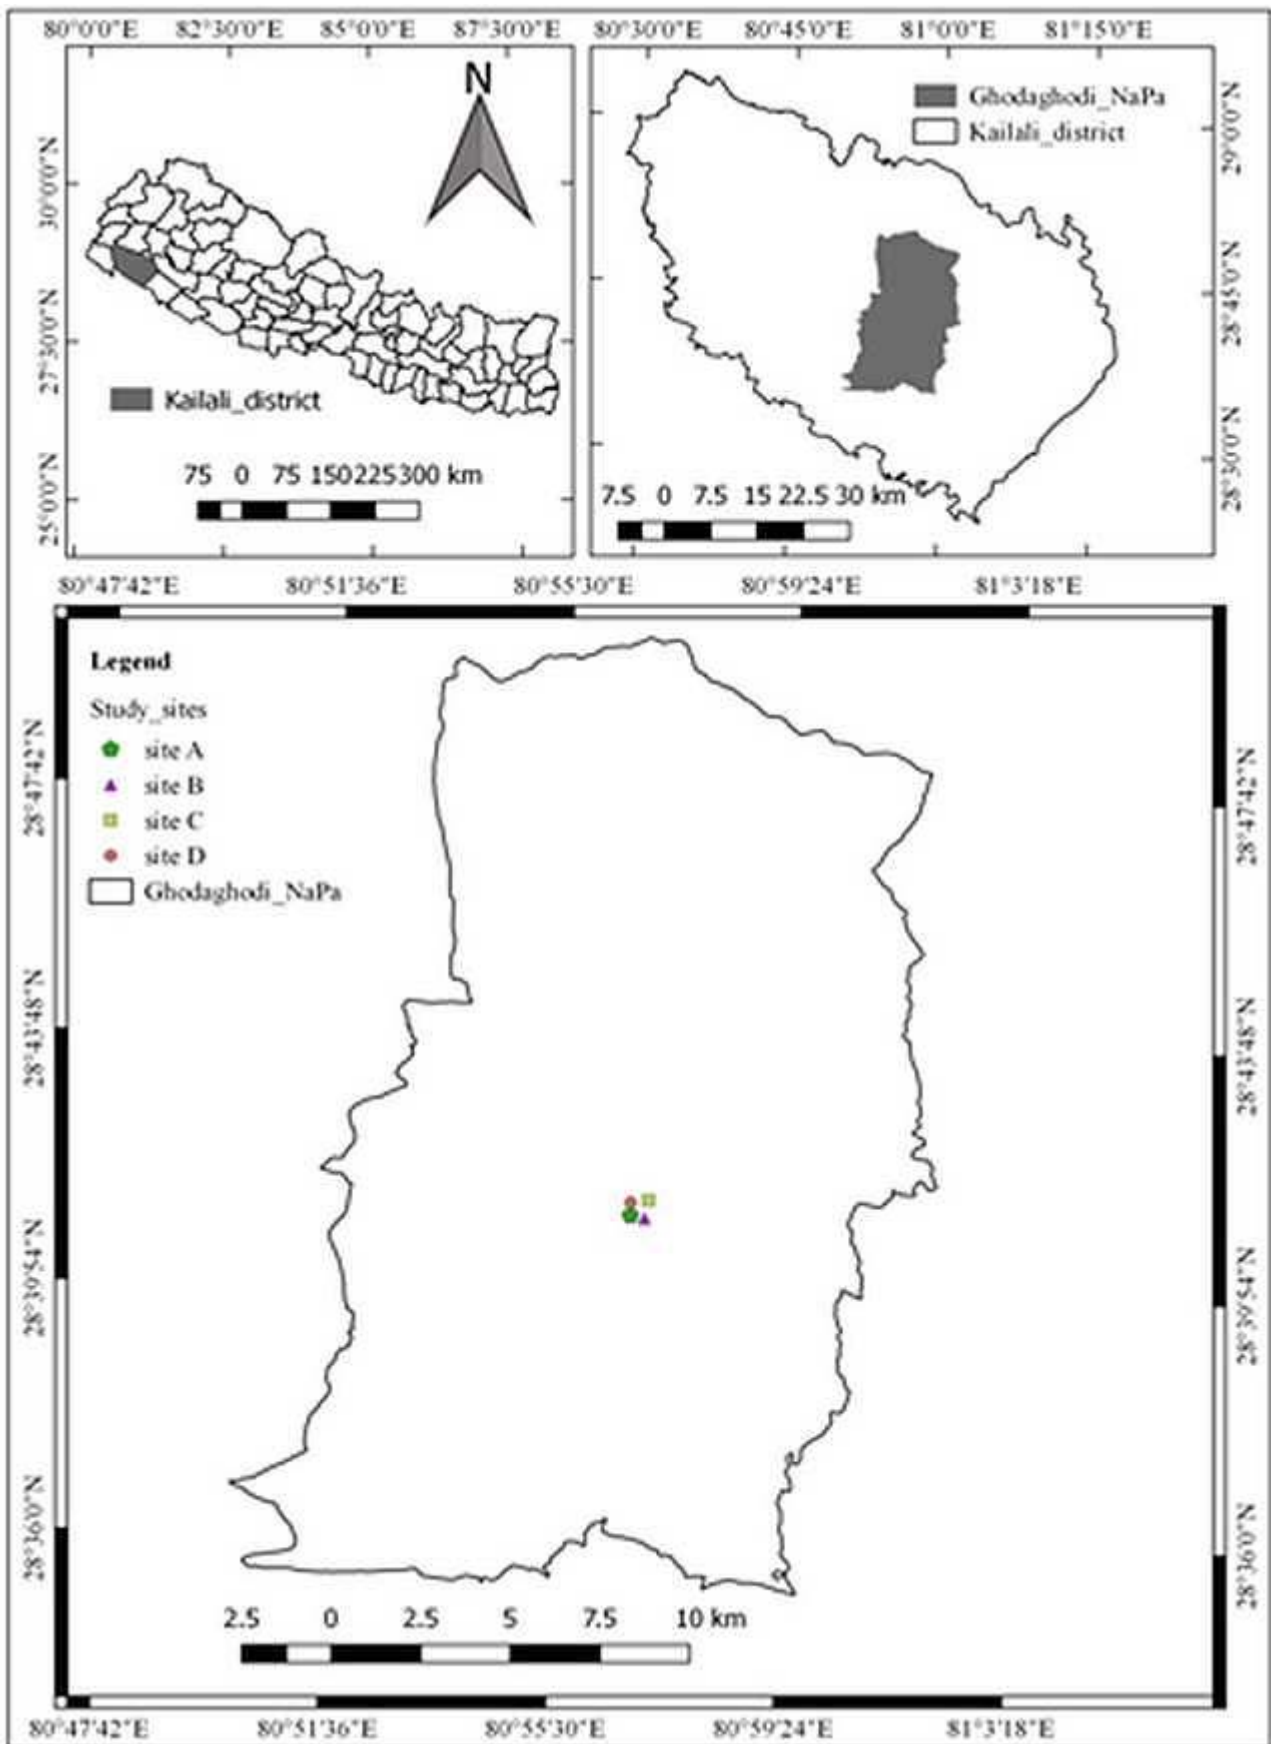 80°0'0"E 82°30'0"E 85°0'0"E 87°30'0"E
N
30°0'0"N
27°30'0"N
25°0'0"N
Kailali_district
75 0 75 150 225 300 km
80°30'0"E 80°45'0"E 81°0'0"E 81°15'0"E
Ghodaghodi_NaPa
Kailali_district
29°0'0"N
28°45'0"N
28°30'0"N
7.5 0 7.5 15 22.5 30 km
80°47'42"E 80°51'36"E 80°55'30"E 80°59'24"E 81°3'18"E
Legend
Study_sites
site A
site B
site C
site D
Ghodaghodi_NaPa
28°47'42"N
28°43'48"N
28°39'54"N
28°36'0"N
28°47'42"N
28°43'48"N
28°39'54"N
28°36'0"N
2.5 0 2.5 5 7.5 10 km
80°47'42"E 80°51'36"E 80°55'30"E 80°59'24"E 81°3'18"E